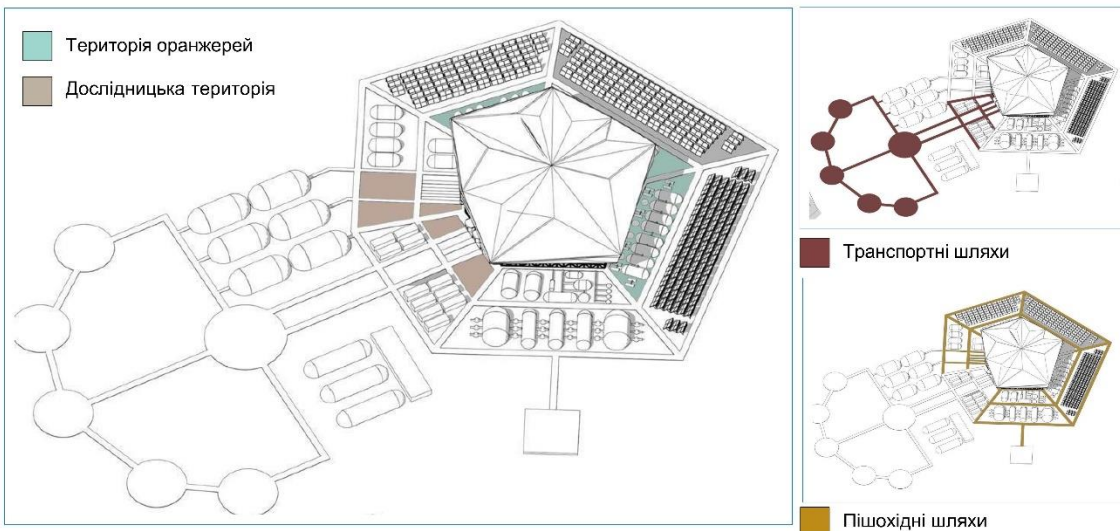 Територія оранжерей
Дослідницька територія
Транспортні шляхи
Пішохідні шляхи